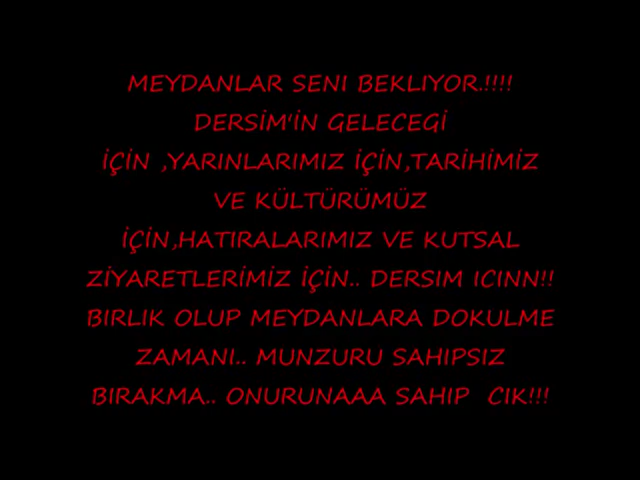 MEYDANLAR SENI BEKLIYOR.!!!!
DERSİM'İN GELECEGİ
İÇİN ,YARINLARIMIZ İÇİN,TARİHİMİZ
VE KÜLTÜRÜMÜZ
İÇİN,HATIRALARIMIZ VE KUTSAL
ZİYARETLERİMİZ İÇİN.. DERSIM ICINN!!
BIRLIK OLUP MEYDANLARA DOKULME
ZAMANI.. MUNZURU SAHIPSIZ
BIRAKMA.. ONURUNAAA SAHIP  CIK!!!